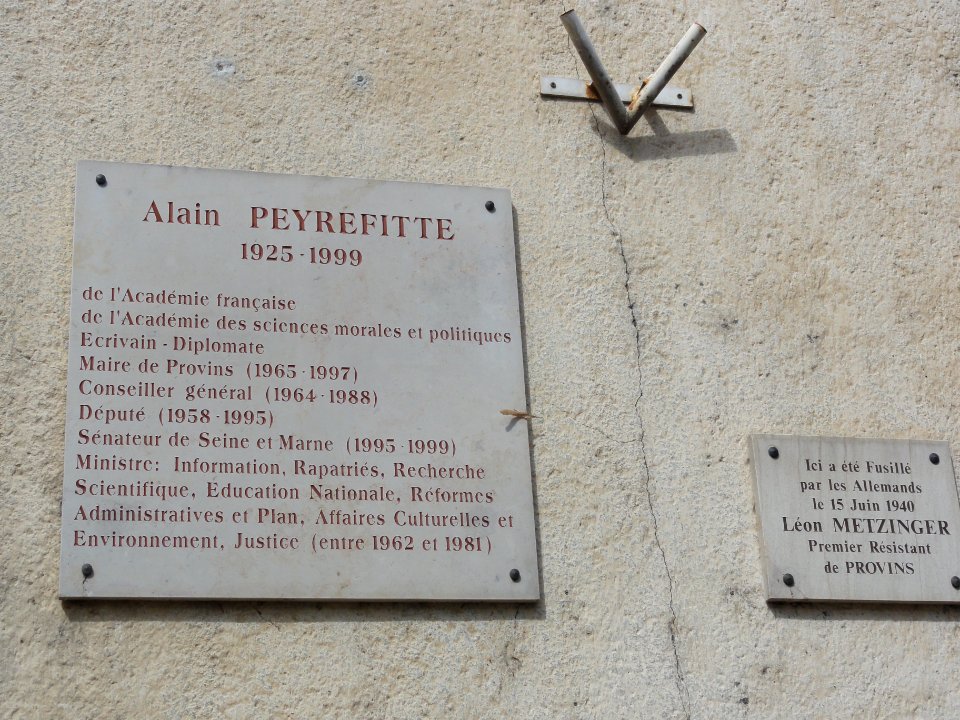 Alain PEYREFITTE
1925-1999
de l'Académie française
de l'Académie des sciences morales et politiques
Ecrivain - Diplomate
Maire de Provins (1965-1997)
Conseiller général (1964-1988)
Député (1958-1995)
Sénateur de Seine et Marne (1995-1999)
Ministre: Information, Rapatriés, Recherche
Scientifique, Education Nationale, Réformes
Administratives et Plan, Affaires Culturelles et
Environnement, Justice (entre 1962 et 1981)
Ici a été Fusillé
par les Allemands
le 15 Juin 1940
Léon METZINGER
Premier Résistant
de PROVINS